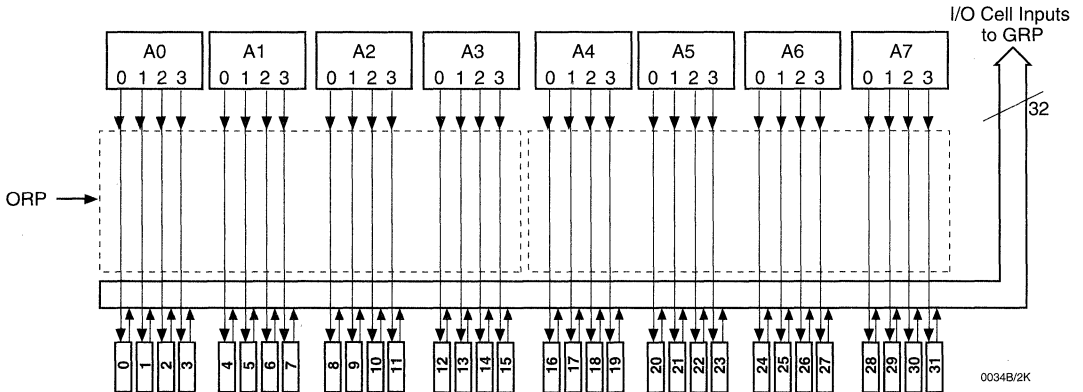 I/O Cell Inputs
to GRP
A0 A1 A2 A3 A4 A5 A6 A7
0 1 2 3 0 1 2 3 0 1 2 3 0 1 2 3 0 1 2 3 0 1 2 3 0 1 2 3 0 1 2 3
32
ORP
0 1 2 3 4 5 6 7 8 9 10 11 12 13 14 15 16 17 18 19 20 21 22 23 24 25 26 27 28 29 30 31
0034B/2K